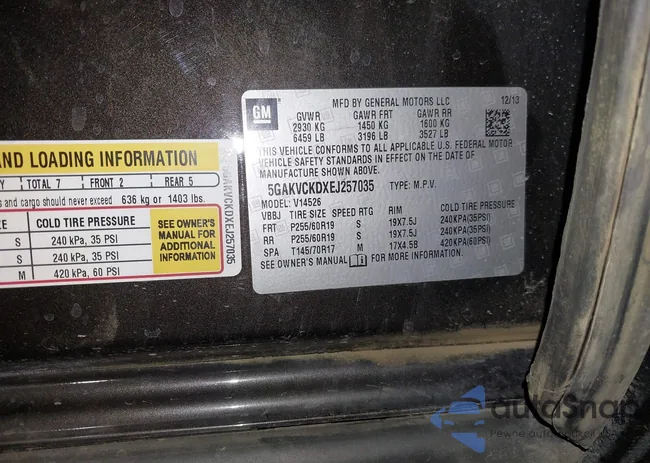 AND LOADING INFORMATION
TOTAL 7 FRONT 2 REAR 5
and cargo should never exceed 636 kg or 1403 lbs.
COLD TIRE PRESSURE
S 240 kPa, 35 PSI
S 240 kPa, 35 PSI
M 420 kPa, 60 PSI
SEE OWNER'S
MANUAL FOR
ADDITIONAL
INFORMATION
5GAKVCKDXEJ257035
GM
MFD BY GENERAL MOTORS LLC 12/13
GVWR GAWR FRT GAWR RR
2930 KG 1450 KG 1600 KG
6459 LB 3196 LB 3527 LB
THIS VEHICLE CONFORMS TO ALL APPLICABLE U.S. FEDERAL MOTOR
VEHICLE SAFETY STANDARDS IN EFFECT ON THE DATE OF
MANUFACTURE SHOWN ABOVE.
5GAKVCKDXEJ257035 TYPE: M.P.V.
MODEL: V14526
VBBJ TIRE SIZE SPEED RTG RIM COLD TIRE PRESSURE
FRT P255/60R19 S 19X7.5J 240KPA(35PSI)
RR P255/60R19 S 19X7.5J 240KPA(35PSI)
SPA T145/70R17 M 17X4.5B 420KPA(60PSI)
SEE OWNER'S MANUAL FOR MORE INFORMATION.
autoSnap